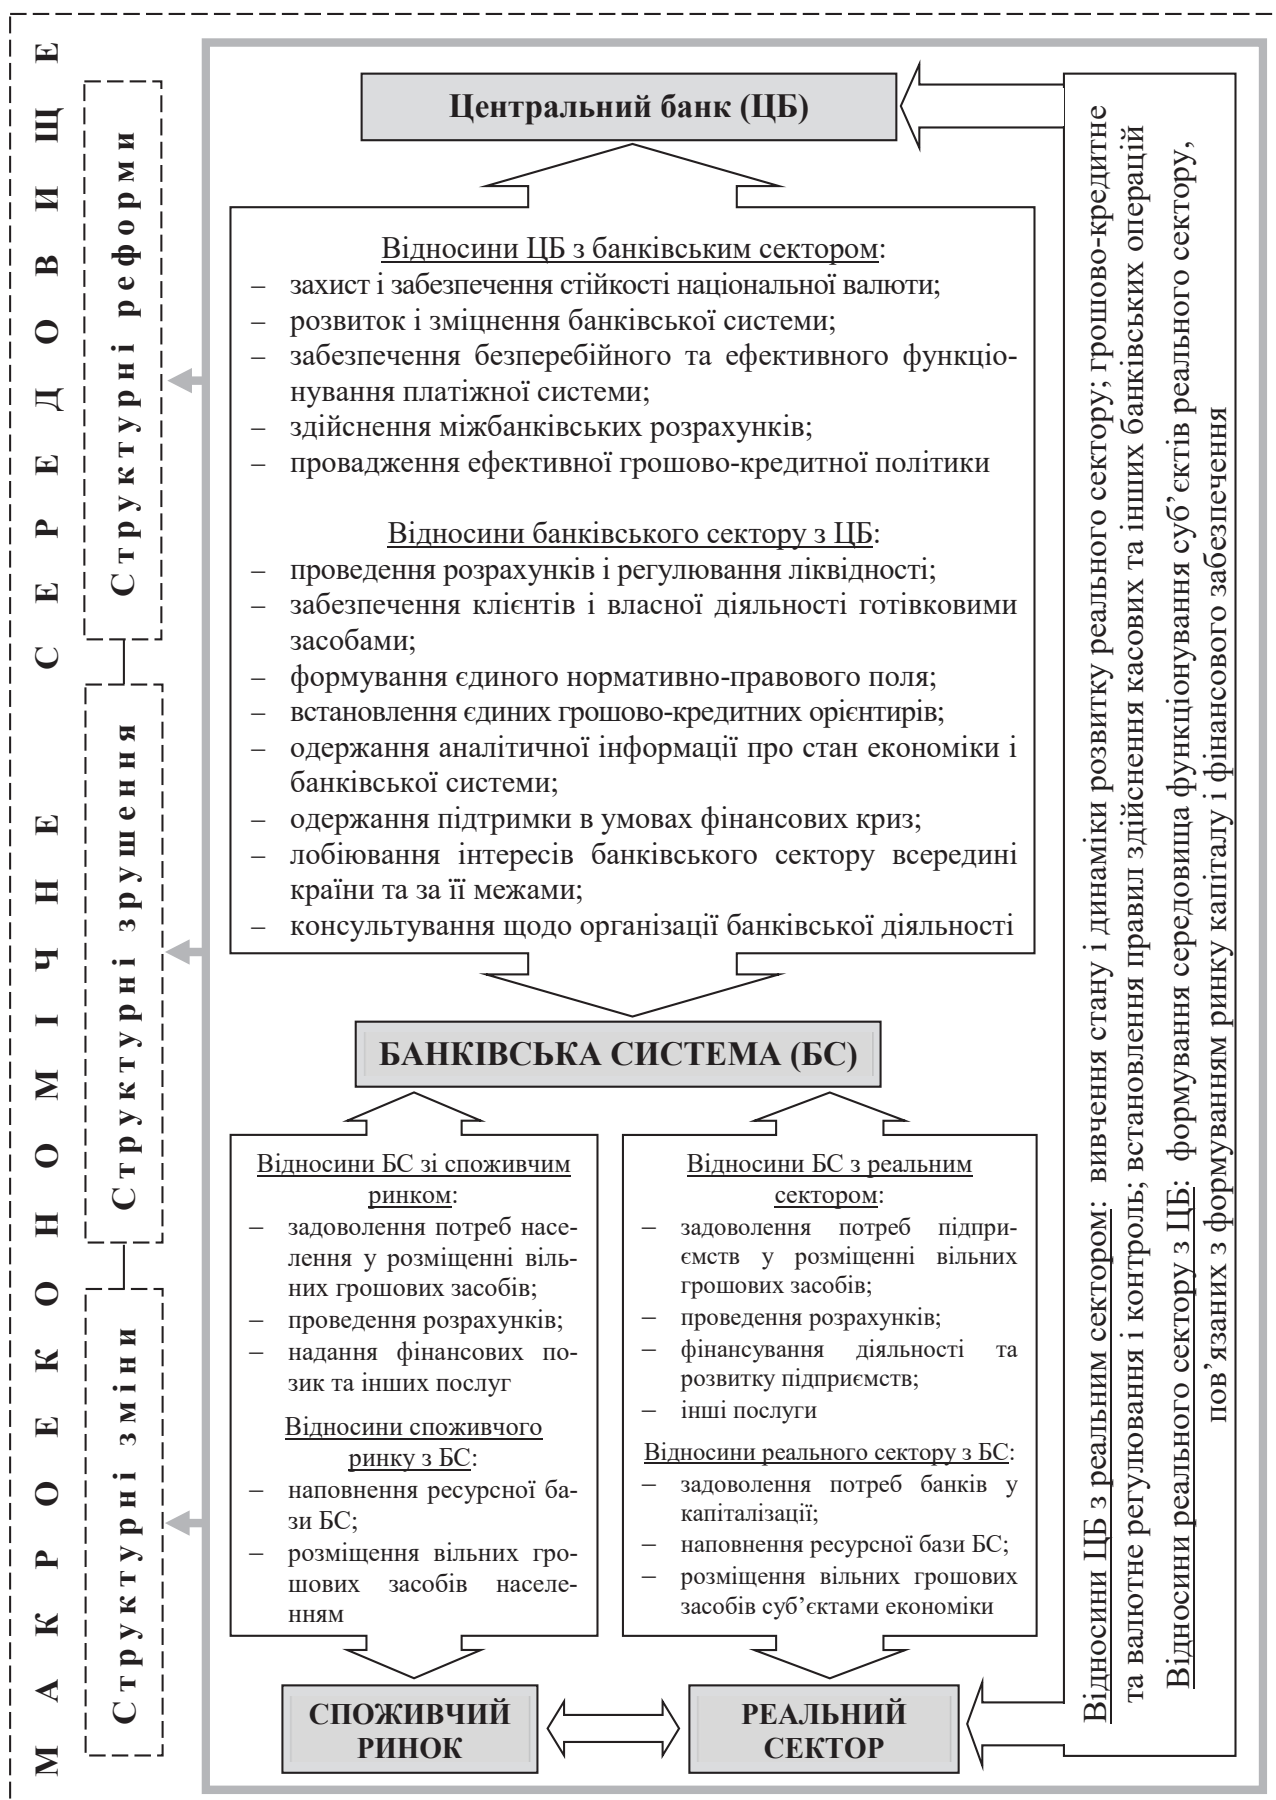 МАКРОЕКОНОМІЧНЕ СЕРЕДОВИЩЕ
Структурні реформи
Структурні зрушення
Структурні зміни
Центральний банк (ЦБ)
Відносини ЦБ з банківським сектором:
– захист і забезпечення стійкості національної валюти;
– розвиток і зміцнення банківської системи;
– забезпечення безперебійного та ефективного функціо-
нування платіжної системи;
– здійснення міжбанківських розрахунків;
– провадження ефективної грошово-кредитної політики
Відносини банківського сектору з ЦБ:
– проведення розрахунків і регулювання ліквідності;
– забезпечення клієнтів і власної діяльності готівковими
засобами;
– формування єдиного нормативно-правового поля;
– встановлення єдиних грошово-кредитних орієнтирів;
– одержання аналітичної інформації про стан економіки і
банківської системи;
– одержання підтримки в умовах фінансових криз;
– лобіювання інтересів банківського сектору всередині
країни та за її межами;
– консультування щодо організації банківської діяльності
БАНКІВСЬКА СИСТЕМА (БС)
Відносини БС зі споживчим
ринком:
– задоволення потреб насе-
лення у розміщенні віль-
них грошових засобів;
– проведення розрахунків;
– надання фінансових по-
зик та інших послуг
Відносини споживчого
ринку з БС:
– наповнення ресурсної ба-
зи БС;
– розміщення вільних гро-
шових засобів населе-
нням
Відносини БС з реальним
сектором:
– задоволення потреб підпри-
ємств у розміщенні вільних
грошових засобів;
– проведення розрахунків;
– фінансування діяльності та
розвитку підприємств;
– інші послуги
Відносини реального сектору з БС:
– задоволення потреб банків у
капіталізації;
– наповнення ресурсної бази БС;
– розміщення вільних грошових
засобів суб’єктами економіки
СПОЖИВЧИЙ
РИНОК
РЕАЛЬНИЙ
СЕКТОР
Відносини ЦБ з реальним сектором: вивчення стану і динаміки розвитку реального сектору; грошово-кредитне
та валютне регулювання і контроль; встановлення правил здійснення касових та інших банківських операцій
Відносини реального сектору з ЦБ: формування середовища функціонування суб’єктів реального сектору,
пов’язаних з формуванням ринку капіталу і фінансового забезпечення